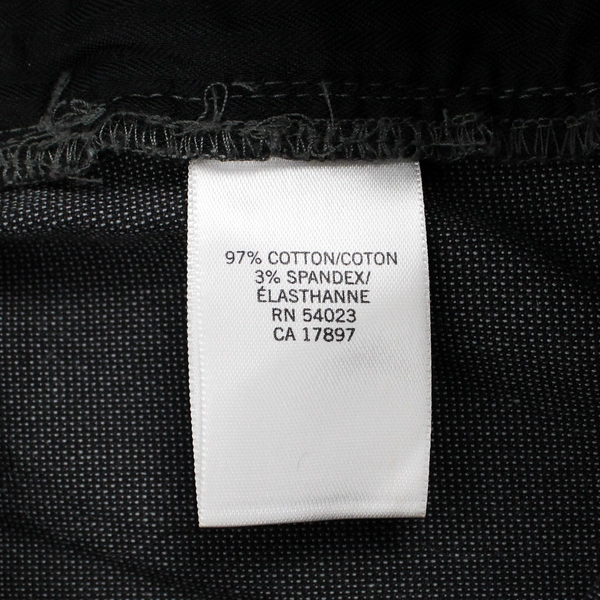 97% COTTON/COTON
3% SPANDEX/
ÉLASTHANNE
RN 54023
CA 17897